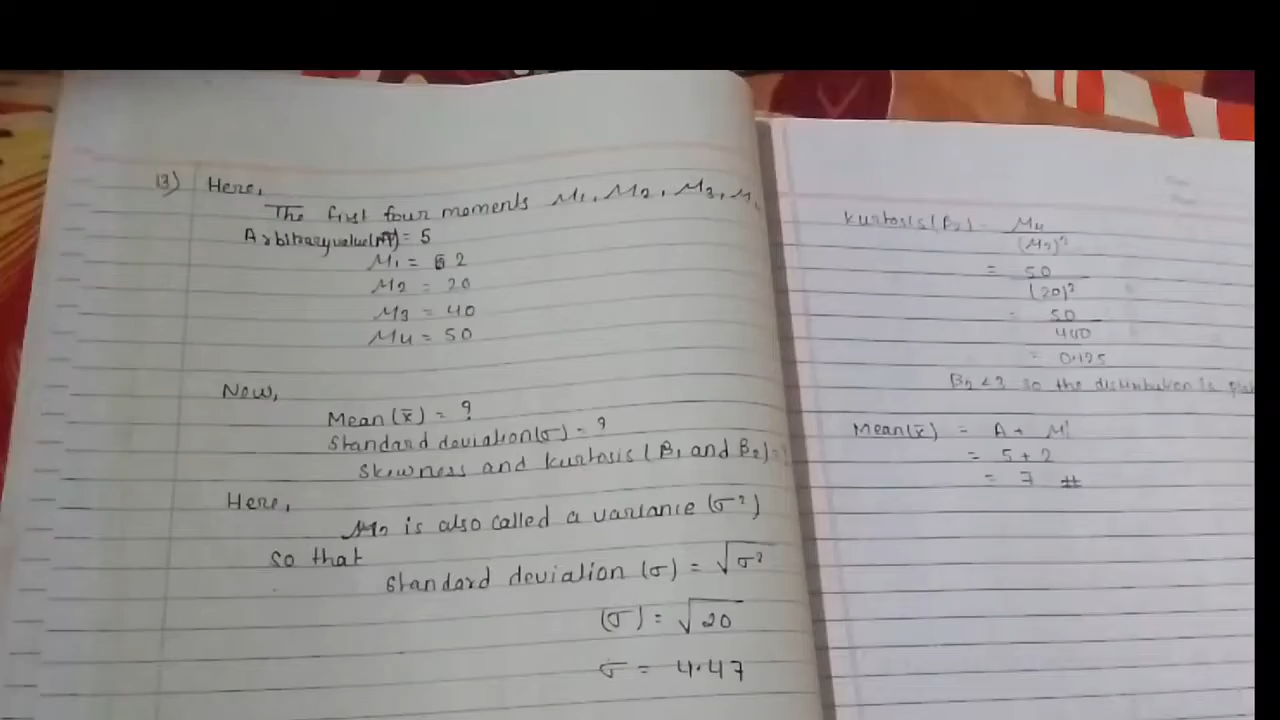 13) Here,
The first four moments μ1, μ2, μ3, μ
Arbitrary value(A) = 5
μ1 = 2
μ2 = 20
μ3 = 40
μ4 = 50
Now,
Mean (x̄) = ?
Standard deviation(σ) = ?
Skewness and kurtosis (β1 and β2) =
Here,
μ2 is also called a variance (σ²)
so that
Standard deviation (σ) = √σ²
(σ) = √20
σ = 4.47
Kurtosis(β2) = μ4
(μ2)²
= 50
(20)²
= 50
400
= 0.125
β2 < 3 so the distribution is
Mean(x̄) = A + μ1
= 5 + 2
= 7 #